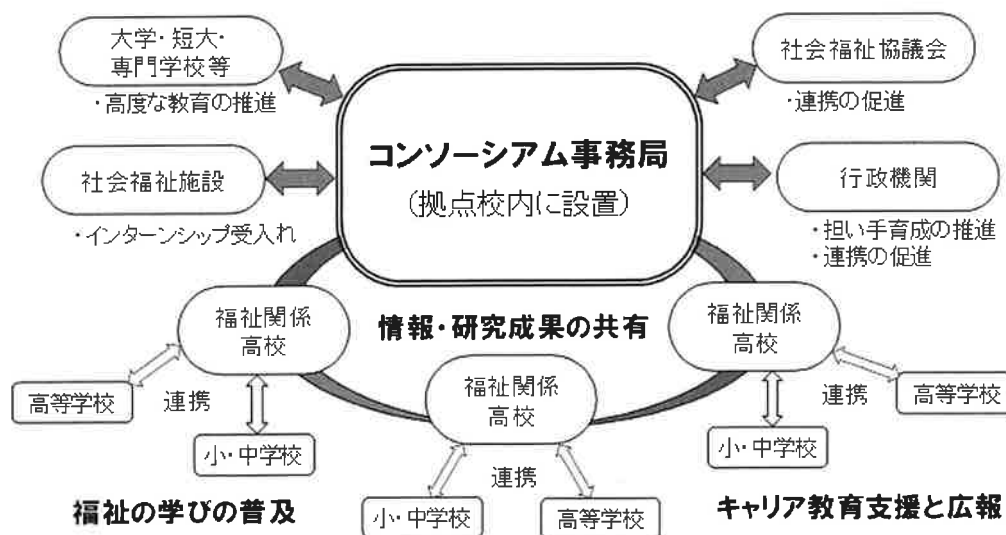 大学・短大・
専門学校等
・高度な教育の推進
社会福祉協議会
・連携の促進
コンソーシアム事務局
(拠点校内に設置)
社会福祉施設
・インターンシップ受入れ
行政機関
・担い手育成の推進
・連携の促進
福祉関係
高校
情報・研究成果の共有
福祉関係
高校
福祉関係
高校
高等学校
連携
小・中学校
連携
高等学校
小・中学校
連携
小・中学校
高等学校
福祉の学びの普及
キャリア教育支援と広報